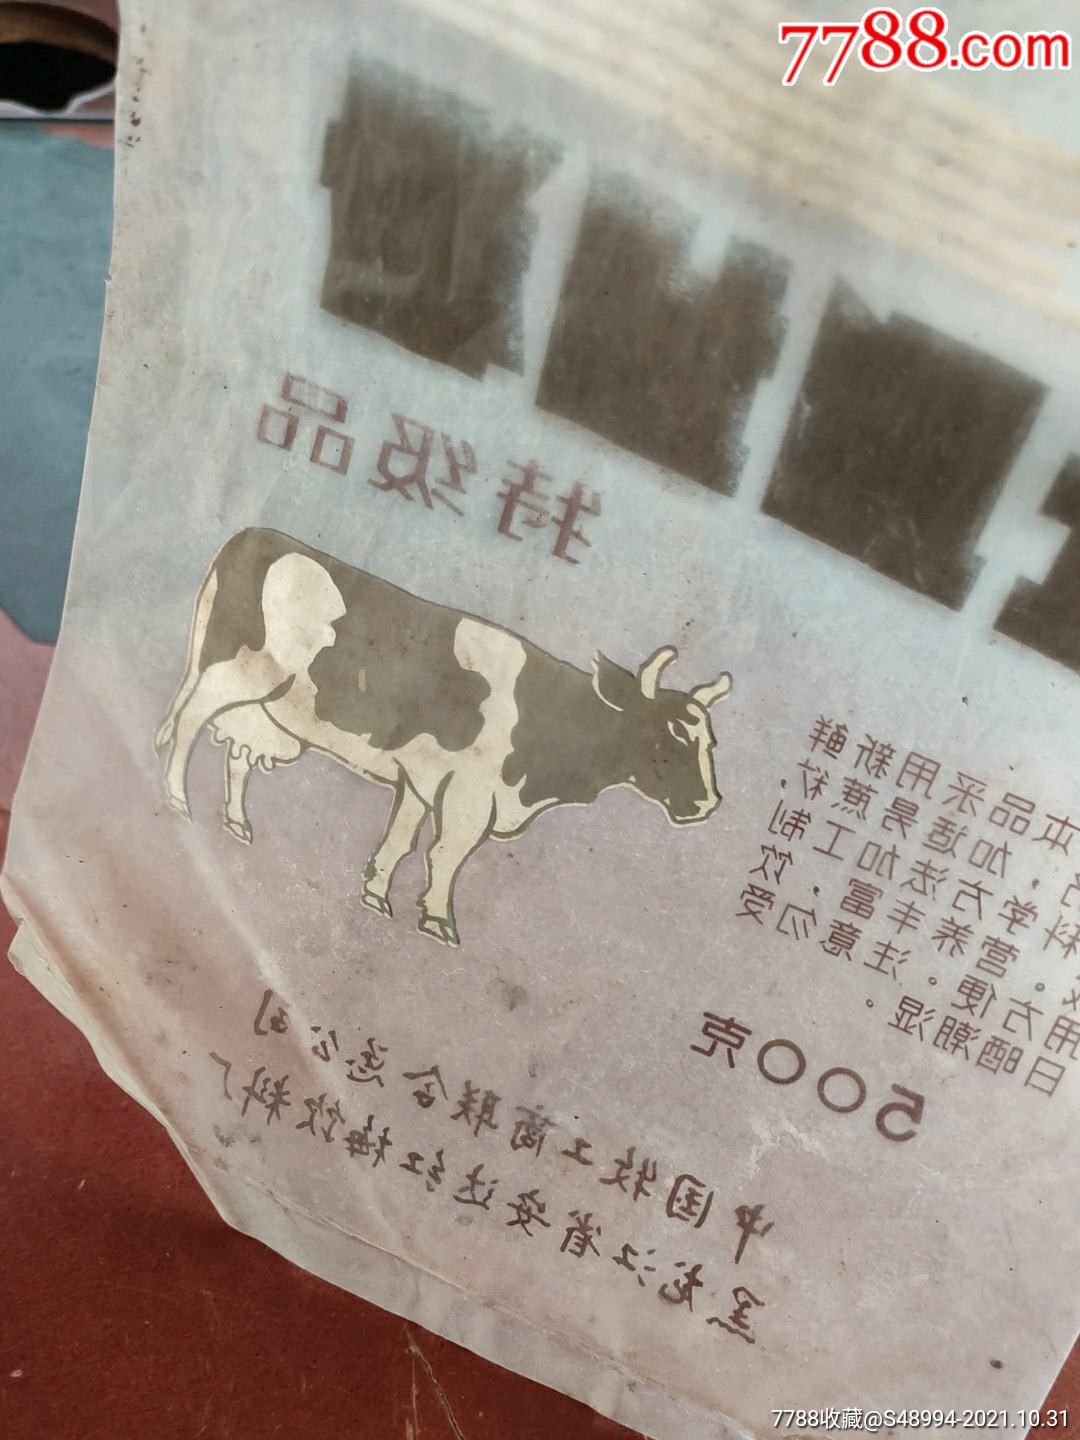 7788.com
特级品
本品采用新鲜
加适量蔗糖，
科学方法加工制
营养丰富，饮
用方便。注意勿受
日晒潮湿。
500克
中国牧工商联合总公司
黑龙江省安达红梅饮料厂
7788收藏@S48994-2021.10.31